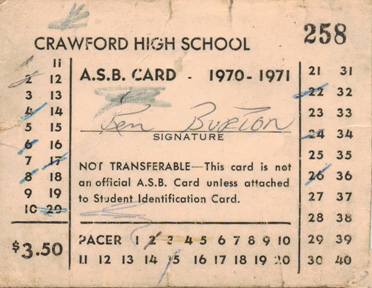 CRAWFORD HIGH SCHOOL 258
A.S.B. CARD - 1970-1971
Ben Burton
SIGNATURE
NOT TRANSFERABLE—This card is not
an official A.S.B. Card unless attached
to Student Identification Card.
11
2 12
3 13
4 14
5 15
6 16
7 17
8 18
9 19
10 20
$3.50
21 31
22 32
23 33
24 34
25 35
26 36
27 37
28 38
29 39
30 40
PACER 1 2 3 4 5 6 7 8 9 10
11 12 13 14 15 16 17 18 19 20